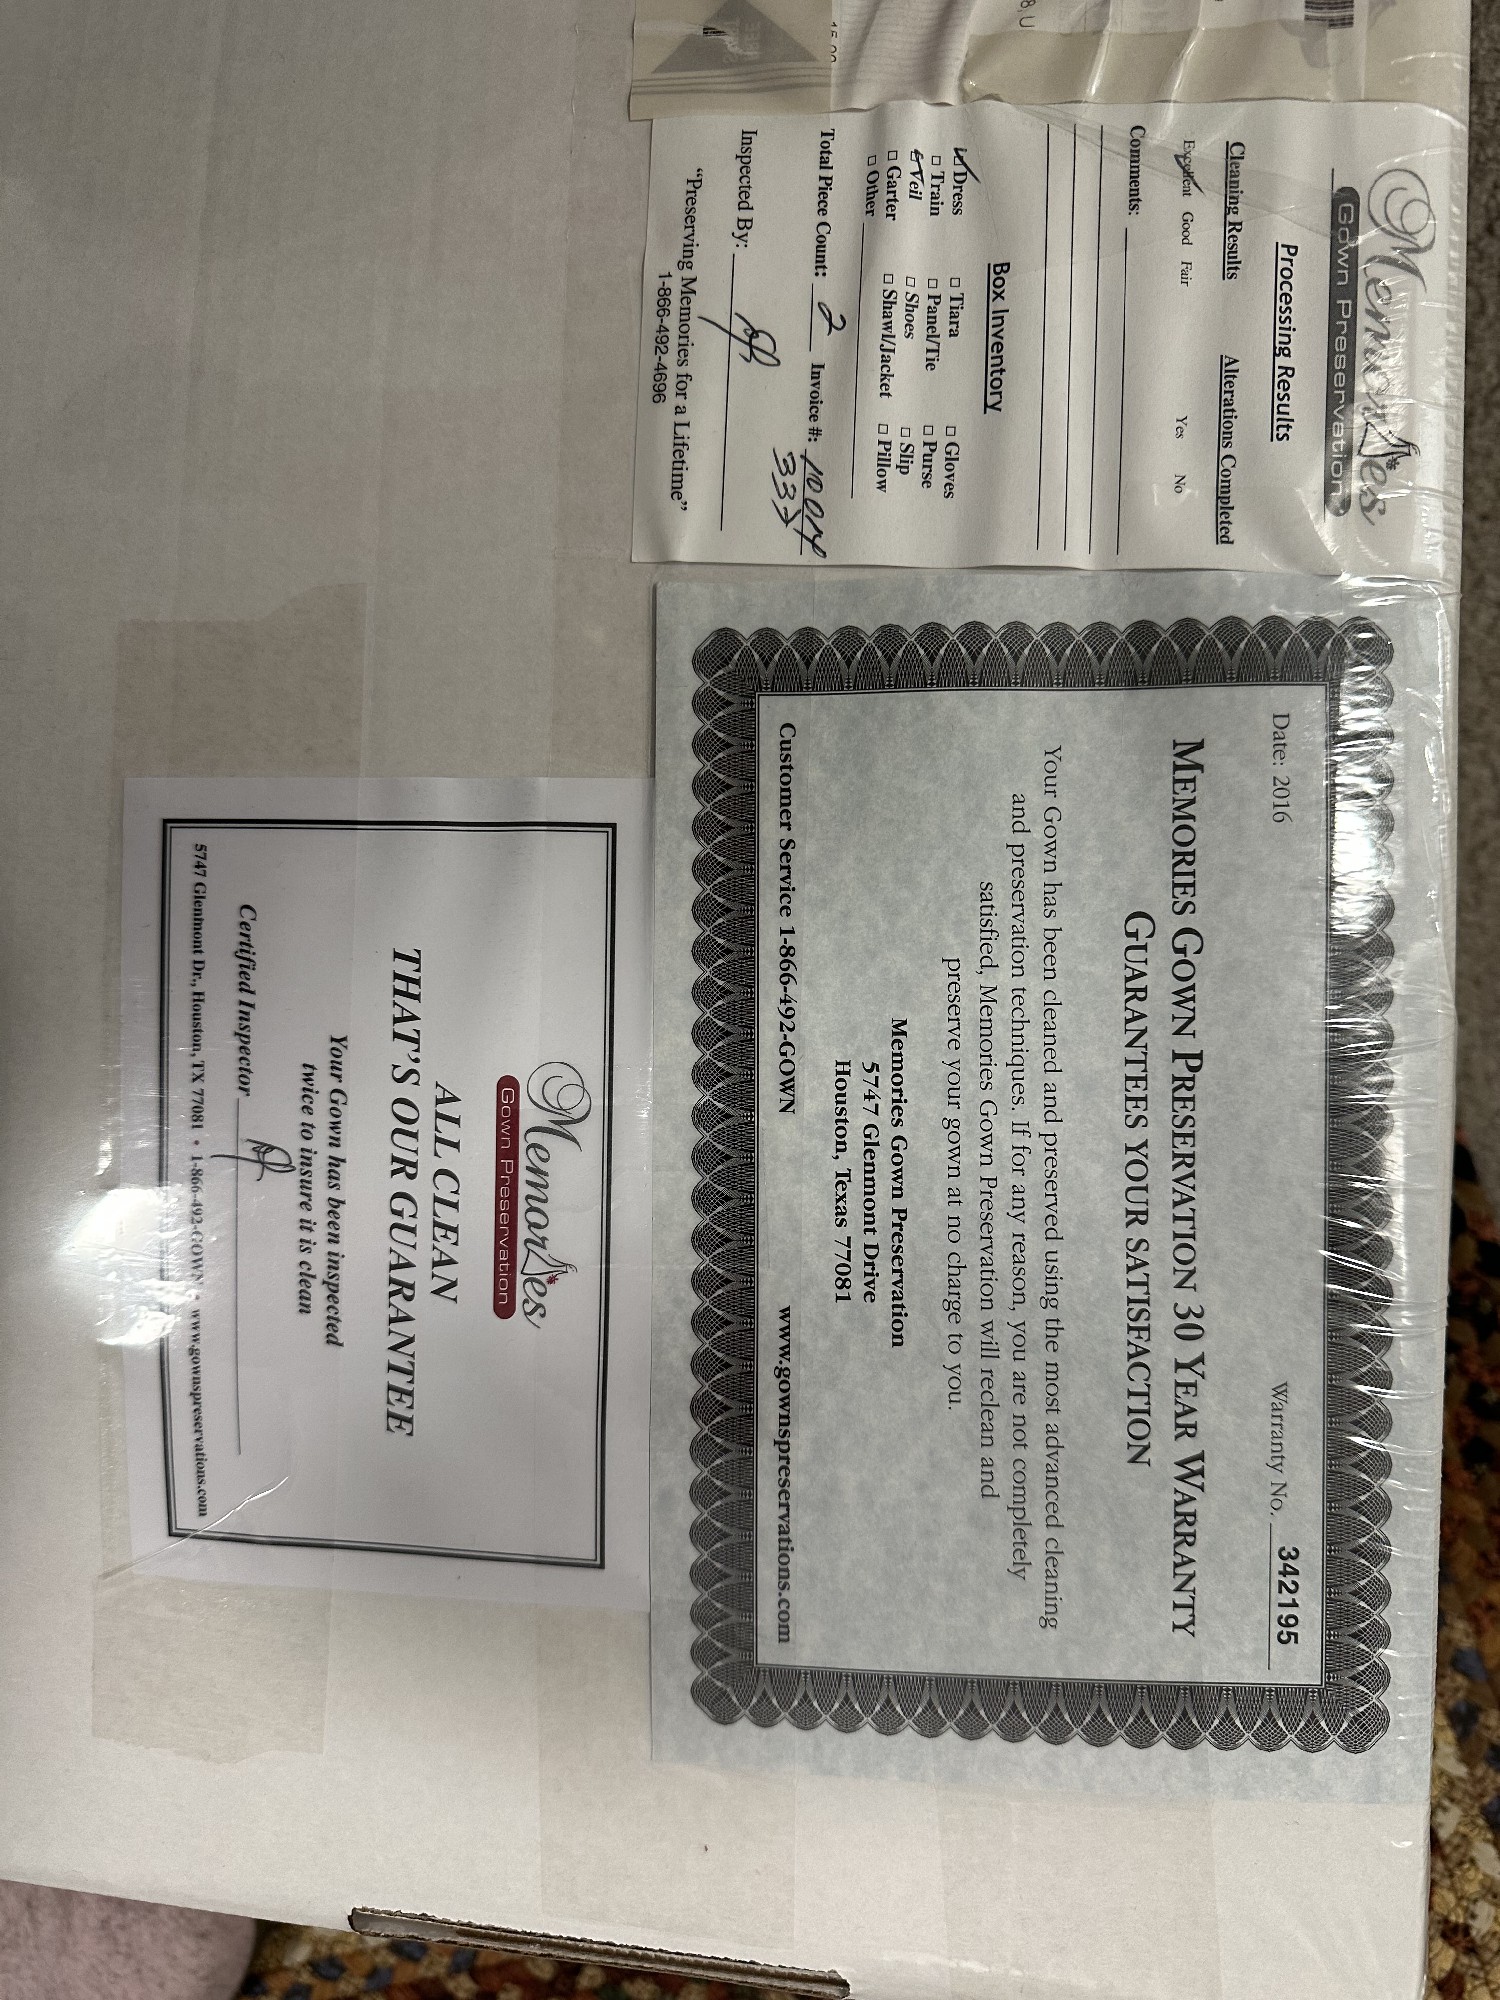 Memories
Gown Preservation
Processing Results
Cleaning Results Alterations Completed
Excellent Good Fair Yes No
Comments:
Box Inventory
Dress □ Tiara □ Gloves
□ Train □ Panel/Tie □ Purse
Veil □ Shoes □ Slip
□ Garter □ Shawl/Jacket □ Pillow
□ Other
Total Piece Count: 2 Invoice #:
Inspected By:
"Preserving Memories for a Lifetime"
1-866-492-4696
Date: 2016 Warranty No. 342195
MEMORIES GOWN PRESERVATION 30 YEAR WARRANTY
GUARANTEES YOUR SATISFACTION
Your Gown has been cleaned and preserved using the most advanced cleaning
and preservation techniques. If for any reason, you are not completely
satisfied, Memories Gown Preservation will reclean and
preserve your gown at no charge to you.
Memories Gown Preservation
5747 Glenmont Drive
Houston, Texas 77081
Customer Service 1-866-492-GOWN www.gownspreservations.com
Memories
Gown Preservation
ALL CLEAN
THAT'S OUR GUARANTEE
Your Gown has been inspected
twice to insure it is clean
Certified Inspector
5747 Glenmont Dr., Houston, TX 77081 • 1-866-492-GOWN • www.gownspreservations.com